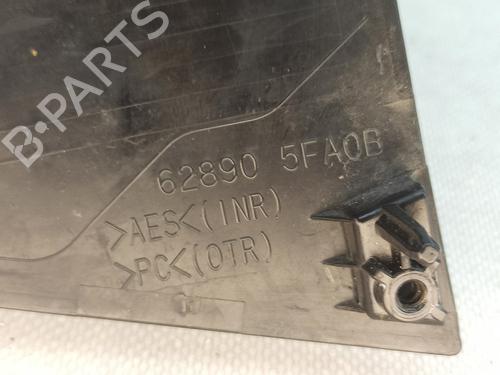 B-PARTS
62890 5FA0B
>AES<(INR)
>PC<(OTR)